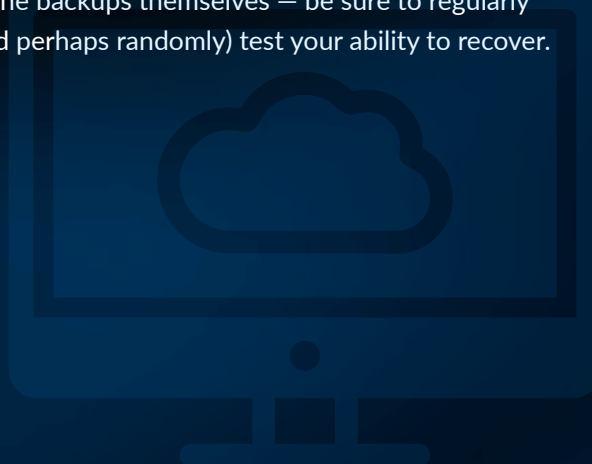 he backups themselves — be sure to regularly
d perhaps randomly) test your ability to recover.